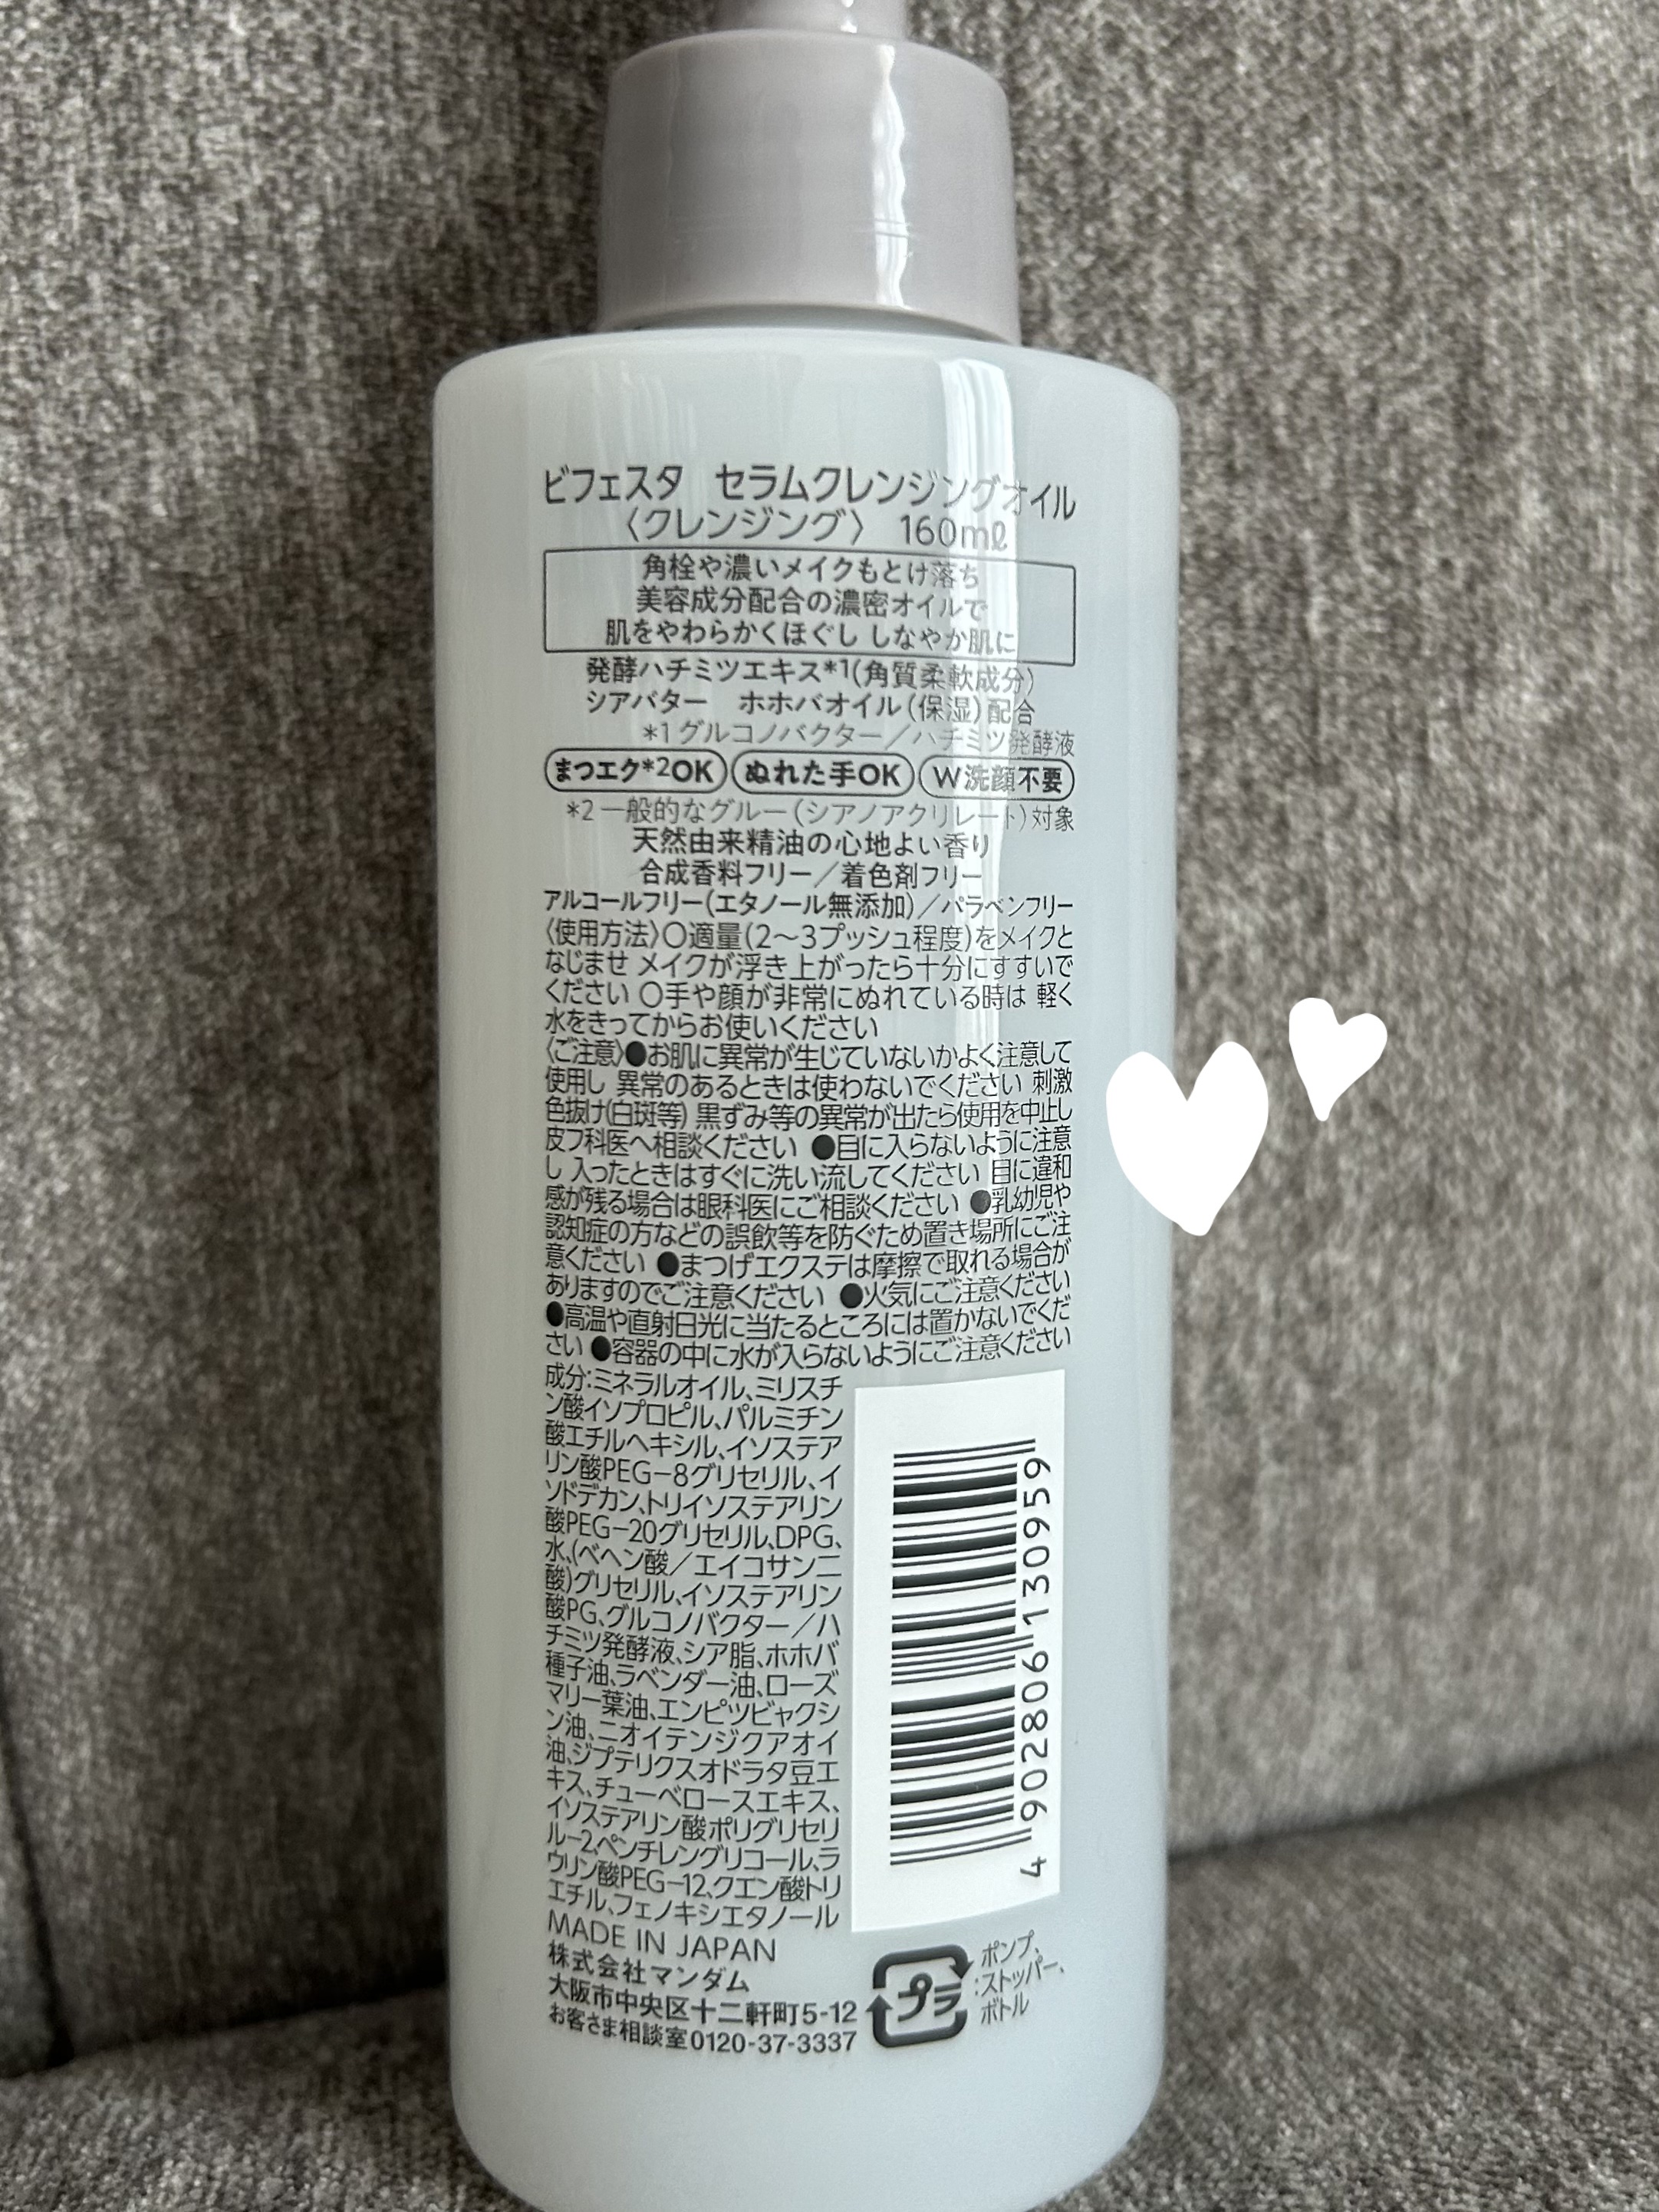 ビフェスタ セラムクレンジングオイル
〈クレンジング〉 160mℓ
角栓や濃いメイクもとけ落ち
美容成分配合の濃密オイルで
肌をやわらかくほぐし しなやか肌に
発酵ハチミツエキス*1(角質柔軟成分)
シアバター ホホバオイル(保湿)配合
*1グルコノバクター／ハチミツ発酵液
まつエク*2OK ぬれた手OK W洗顔不要
*2 一般的なグルー(シアノアクリレート)対象
天然由来精油の心地よい香り
合成香料フリー／着色剤フリー
アルコールフリー(エタノール無添加)／パラベンフリー
〈使用方法〉○適量(2〜3プッシュ程度)をメイクと
なじませ メイクが浮き上がったら十分にすすいで
ください ○手や顔が非常にぬれている時は 軽く
水をきってからお使いください
〈ご注意〉●お肌に異常が生じていないかよく注意して
使用し 異常のあるときは使わないでください 刺激
色抜け(白斑等) 黒ずみ等の異常が出たら使用を中止し
皮フ科医へ相談ください ●目に入らないように注意
し 入ったときはすぐに洗い流してください 目に違和
感が残る場合は眼科医にご相談ください ●乳幼児や
認知症の方などの誤飲等を防ぐため置き場所にご注
意ください ●まつげエクステは摩擦で取れる場合が
ありますのでご注意ください ●火気にご注意ください
●高温や直射日光に当たるところには置かないでくだ
さい ●容器の中に水が入らないようにご注意ください
成分:ミネラルオイル、ミリスチ
ン酸イソプロピル、パルミチン
酸エチルヘキシル、イソステア
リン酸PEG-8グリセリル、イ
ソドデカン、トリイソステアリン
酸PEG-20グリセリル、DPG、
水、(ベヘン酸／エイコサン二
酸)グリセリル、イソステアリン
酸PG、グルコノバクター／ハ
チミツ発酵液、シア脂、ホホバ
種子油、ラベンダー油、ローズ
マリー葉油、エンピツビャクシ
ン油、ニオイテンジクアオイ
油、ジプテリクスオドラタ豆エ
キス、チューベロースエキス、
イソステアリン酸ポリグリセリ
ル-2、ペンチレングリコール、ラ
ウリン酸PEG-12、クエン酸トリ
エチル、フェノキシエタノール
4 902806 130959
MADE IN JAPAN
株式会社マンダム
大阪市中央区十二軒町5-12
お客さま相談室0120-37-3337
プラ
ポンプ、
:ストッパー、
ボトル